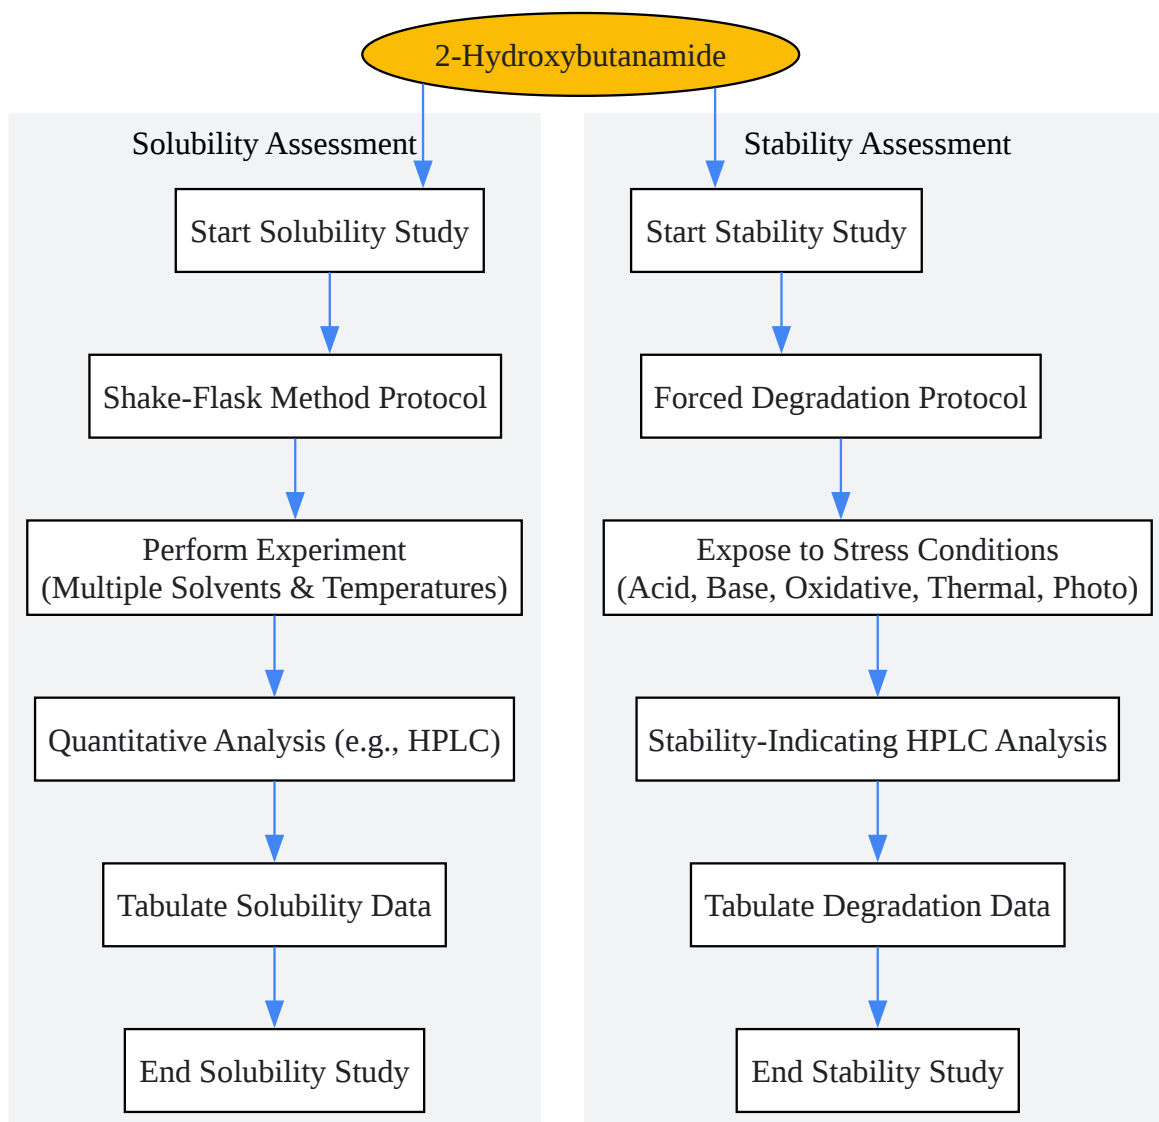 2-Hydroxybutanamide
Solubility Assessment
Start Solubility Study
Shake-Flask Method Protocol
Perform Experiment
(Multiple Solvents & Temperatures)
Quantitative Analysis (e.g., HPLC)
Tabulate Solubility Data
End Solubility Study
Stability Assessment
Start Stability Study
Forced Degradation Protocol
Expose to Stress Conditions
(Acid, Base, Oxidative, Thermal, Photo)
Stability-Indicating HPLC Analysis
Tabulate Degradation Data
End Stability Study